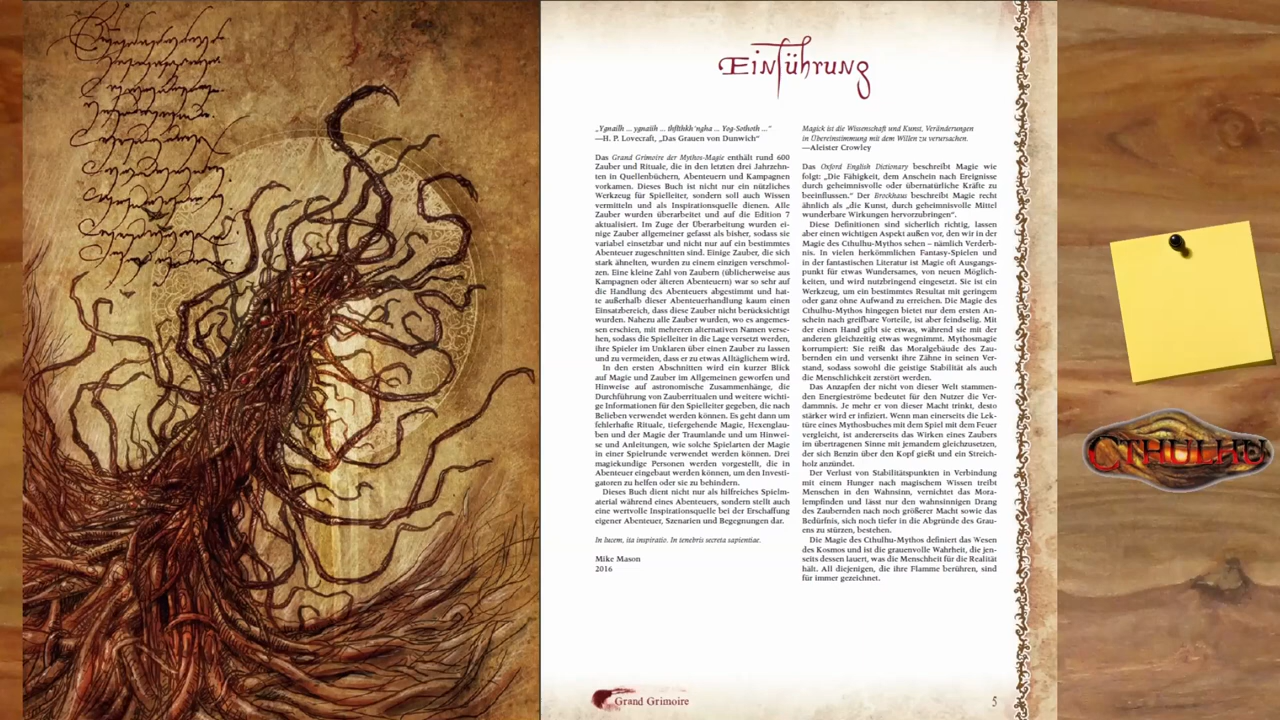 Einführung
„Ygnailh ... ygnaiih ... thflthkh'ngha ... Yog-Sothoth ...“
—H. P. Lovecraft, „Das Grauen von Dunwich“
Das Grand Grimoire der Mythos-Magie enthält rund 600
Zauber und Rituale, die in den letzten drei Jahrzehn-
ten in Quellenbüchern, Abenteuern und Kampagnen
vorkamen. Dieses Buch ist nicht nur ein nützliches
Werkzeug für Spielleiter, sondern soll auch Wissen
vermitteln und als Inspirationsquelle dienen. Alle
Zauber wurden überarbeitet und auf die Edition 7
aktualisiert. Im Zuge der Überarbeitung wurden ei-
nige Zauber allgemeiner gefasst als bisher, sodass sie
variabel einsetzbar und nicht nur auf ein bestimmtes
Abenteuer zugeschnitten sind. Einige Zauber, die sich
stark ähnelten, wurden zu einem einzigen verschmol-
zen. Eine kleine Zahl von Zaubern (üblicherweise aus
Kampagnen oder älteren Abenteuern) war so sehr auf
die Handlung des Abenteuers abgestimmt und hat-
te außerhalb dieser Abenteuerhandlung kaum einen
Einsatzbereich, dass diese Zauber nicht berücksichtigt
wurden. Nahezu alle Zauber wurden, wo es angemes-
sen erschien, mit mehreren alternativen Namen verse-
hen, sodass die Spielleiter in die Lage versetzt werden,
ihre Spieler im Unklaren über einen Zauber zu lassen
und zu vermeiden, dass er zu etwas Alltäglichem wird.
In den ersten Abschnitten wird ein kurzer Blick
auf Magie und Zauber im Allgemeinen geworfen und
Hinweise auf astronomische Zusammenhänge, die
Durchführung von Zauberritualen und weitere wichti-
ge Informationen für den Spielleiter gegeben, die nach
Belieben verwendet werden können. Es geht dann um
fehlerhafte Rituale, tiefergehende Magie, Hexenglau-
ben und der Magie der Traumlande und um Hinwei-
se und Anleitungen, wie solche Spielarten der Magie
in einer Spielrunde verwendet werden können. Drei
magiekundige Personen werden vorgestellt, die in
Abenteuer eingebaut werden können, um den Investi-
gatoren zu helfen oder sie zu behindern.
Dieses Buch dient nicht nur als hilfreiches Spielm-
aterial während eines Abenteuers, sondern stellt auch
eine wertvolle Inspirationsquelle bei der Erschaffung
eigener Abenteuer, Szenarien und Begegnungen dar.
In lucem, ita inspiratio. In tenebris secreta sapientiae.
Mike Mason
2016
Magick ist die Wissenschaft und Kunst, Veränderungen
in Übereinstimmung mit dem Willen zu verursachen.
—Aleister Crowley
Das Oxford English Dictionary beschreibt Magie wie
folgt: „Die Fähigkeit, dem Anschein nach Ereignisse
durch geheimnisvolle oder übernatürliche Kräfte zu
beeinflussen.“ Der Brockhaus beschreibt Magie recht
ähnlich als „die Kunst, durch geheimnisvolle Mittel
wunderbare Wirkungen hervorzubringen“.
Diese Definitionen sind sicherlich richtig, lassen
aber einen wichtigen Aspekt außen vor, den wir in der
Magie des Cthulhu-Mythos sehen – nämlich Verderb-
nis. In vielen herkömmlichen Fantasy-Spielen und
in der fantastischen Literatur ist Magie oft Ausgangs-
punkt für etwas Wundersames, von neuen Möglich-
keiten, und wird nutzbringend eingesetzt. Sie ist ein
Werkzeug, um ein bestimmtes Resultat mit geringem
oder ganz ohne Aufwand zu erreichen. Die Magie des
Cthulhu-Mythos hingegen bietet nur dem ersten An-
schein nach greifbare Vorteile, ist aber feindselig. Mit
der einen Hand gibt sie etwas, während sie mit der
anderen gleichzeitig etwas wegnimmt. Mythosmagie
korrumpiert: Sie reißt das Moralgebäude des Zau-
bernden ein und versenkt ihre Zähne in seinen Ver-
stand, sodass sowohl die geistige Stabilität als auch
die Menschlichkeit zerstört werden.
Das Anzapfen der nicht von dieser Welt stammen-
den Energieströme bedeutet für den Nutzer die Ver-
dammnis. Je mehr er von dieser Macht trinkt, desto
stärker wird er infiziert. Wenn man einerseits die Lek-
türe eines Mythosbuches mit dem Spiel mit dem Feuer
vergleicht, ist andererseits das Wirken eines Zaubers
im übertragenen Sinne mit jemandem gleichzusetzen,
der sich Benzin über den Kopf gießt und ein Streich-
holz anzündet.
Der Verlust von Stabilitätspunkten in Verbindung
mit einem Hunger nach magischem Wissen treibt
Menschen in den Wahnsinn, vernichtet das Mora-
lempfinden und lässt nur den wahnsinnigen Drang
des Zaubernden nach noch größerer Macht sowie das
Bedürfnis, sich noch tiefer in die Abgründe des Grau-
ens zu stürzen, bestehen.
Die Magie des Cthulhu-Mythos definiert das Wesen
des Kosmos und ist die grauenvolle Wahrheit, die jen-
seits dessen lauert, was die Menschheit für die Realität
hält. All diejenigen, die ihre Flamme berühren, sind
für immer gezeichnet.
Grand Grimoire
5
CTHULHU